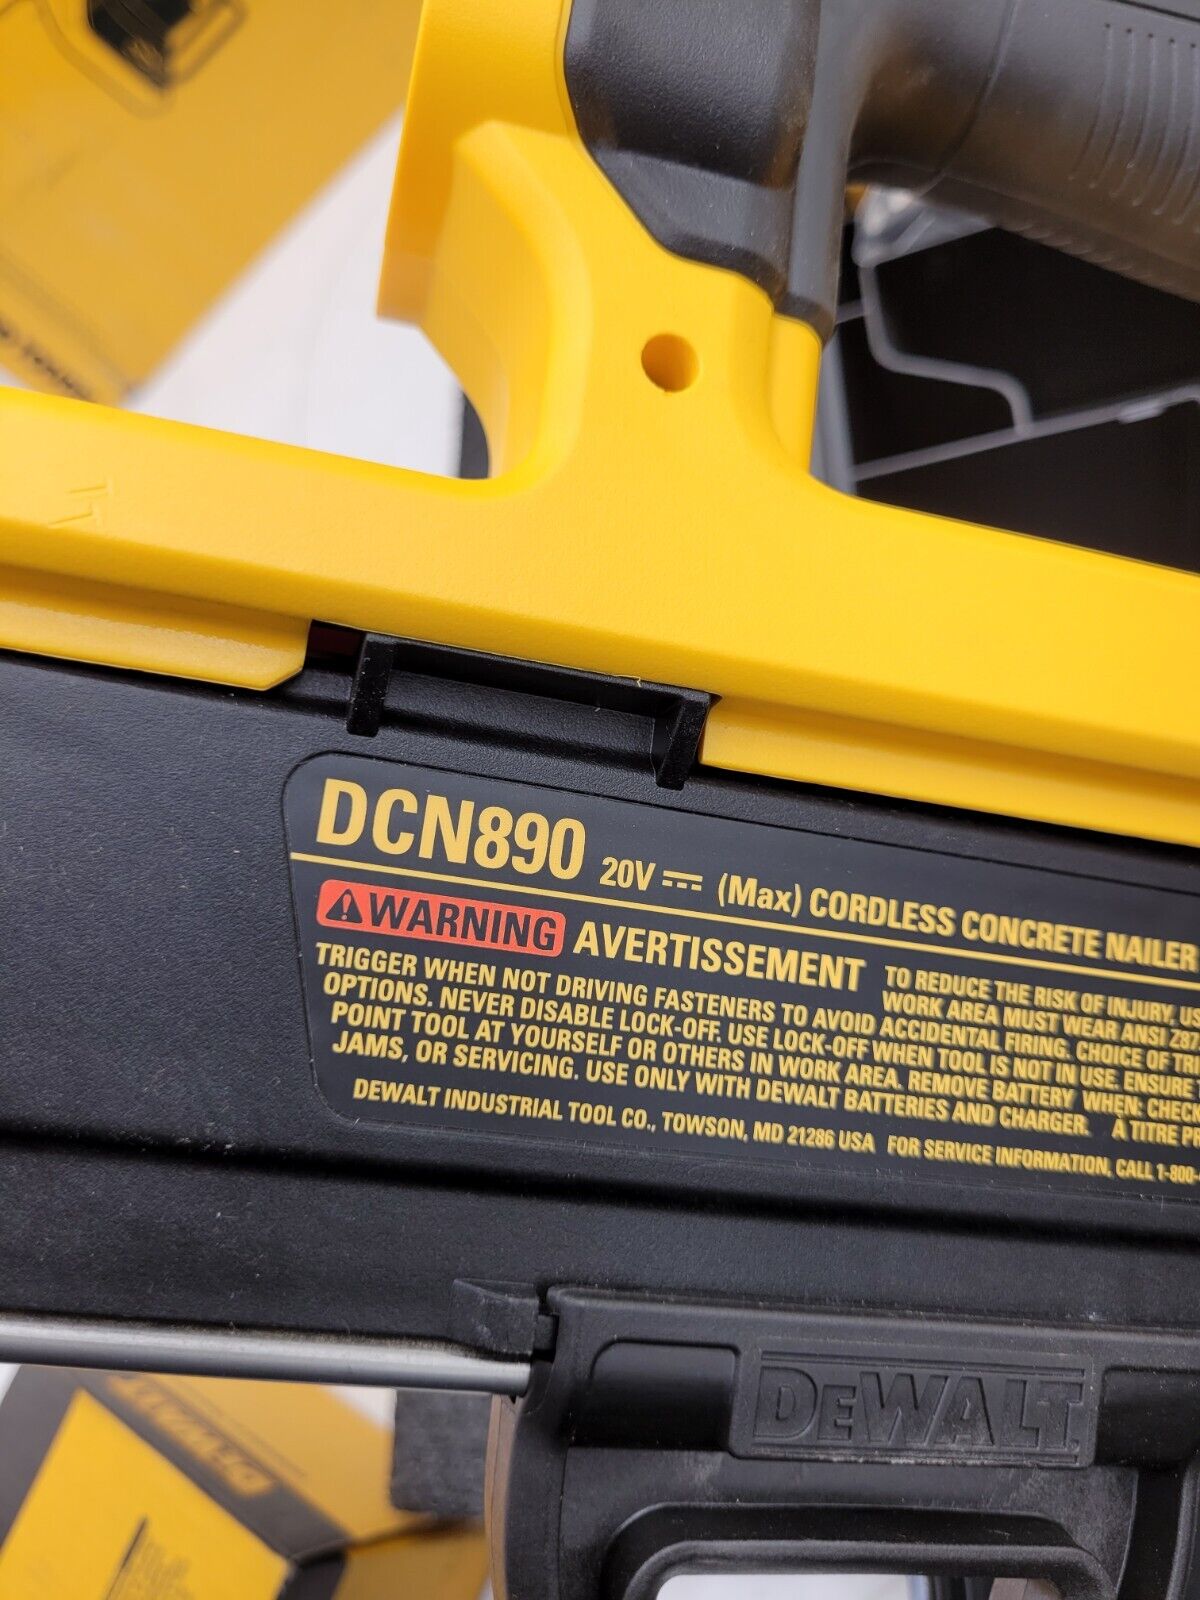 DCN890 20V (Max) CORDLESS CONCRETE NAILER
WARNING AVERTISSEMENT TO REDUCE THE RISK OF INJURY,
WORK AREA MUST WEAR ANSI
TRIGGER WHEN NOT DRIVING FASTENERS TO AVOID ACCIDENTAL FIRING. CHOICE OF
OPTIONS. NEVER DISABLE LOCK-OFF. USE LOCK-OFF WHEN TOOL IS NOT IN USE. ENSURE
POINT TOOL AT YOURSELF OR OTHERS IN WORK AREA. REMOVE BATTERY WHEN:
JAMS, OR SERVICING. USE ONLY WITH DEWALT BATTERIES AND CHARGER. À TITRE
DEWALT INDUSTRIAL TOOL CO., TOWSON, MD 21286 USA FOR SERVICE INFORMATION, CALL 1-800-
DEWALT
DEWALT